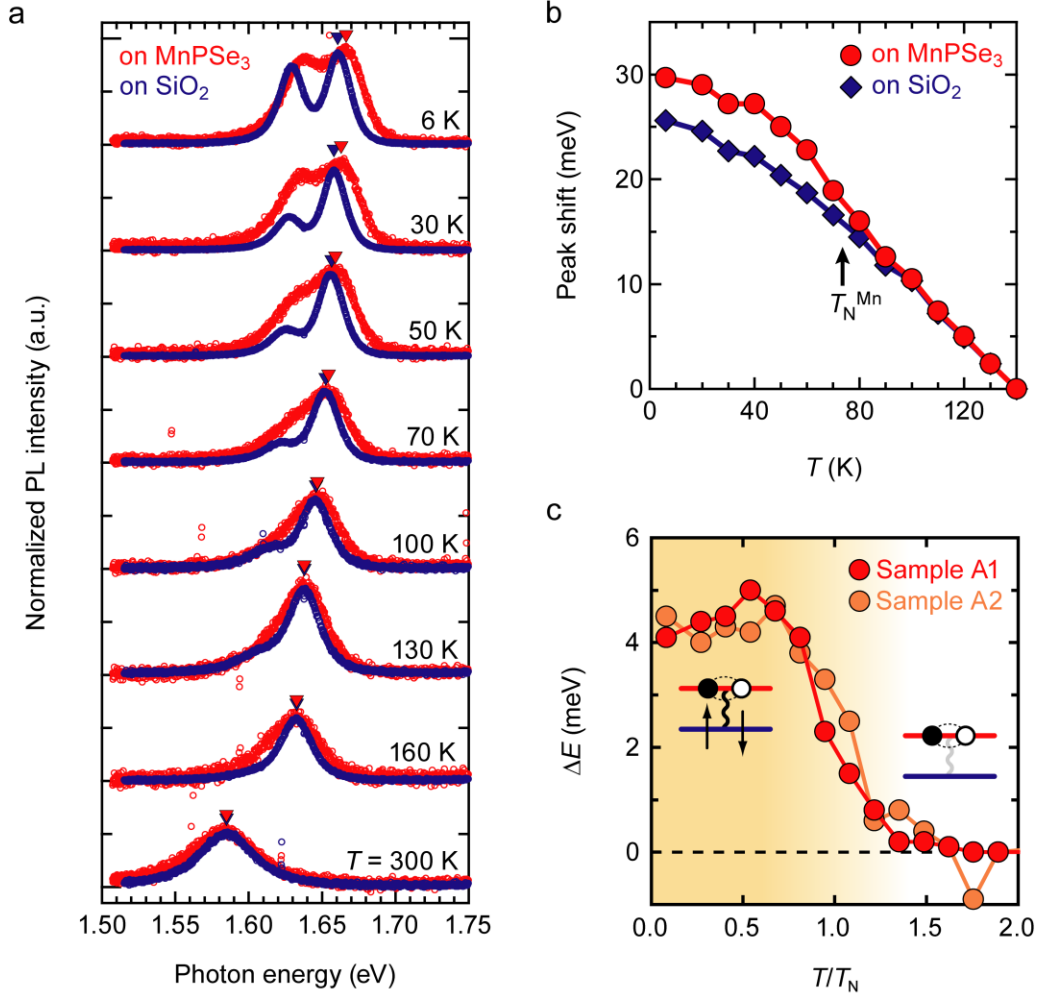 a
on MnPSe₃
on SiO₂
6 K
30 K
50 K
70 K
100 K
130 K
160 K
T = 300 K
Normalized PL intensity (a.u.)
1.50 1.55 1.60 1.65 1.70 1.75
Photon energy (eV)
b
on MnPSe₃
on SiO₂
30
20
10
0
Peak shift (meV)
T_N^Mn
0 40 80 120
T (K)
c
Sample A1
Sample A2
6
4
2
0
ΔE (meV)
0.0 0.5 1.0 1.5 2.0
T/T_N